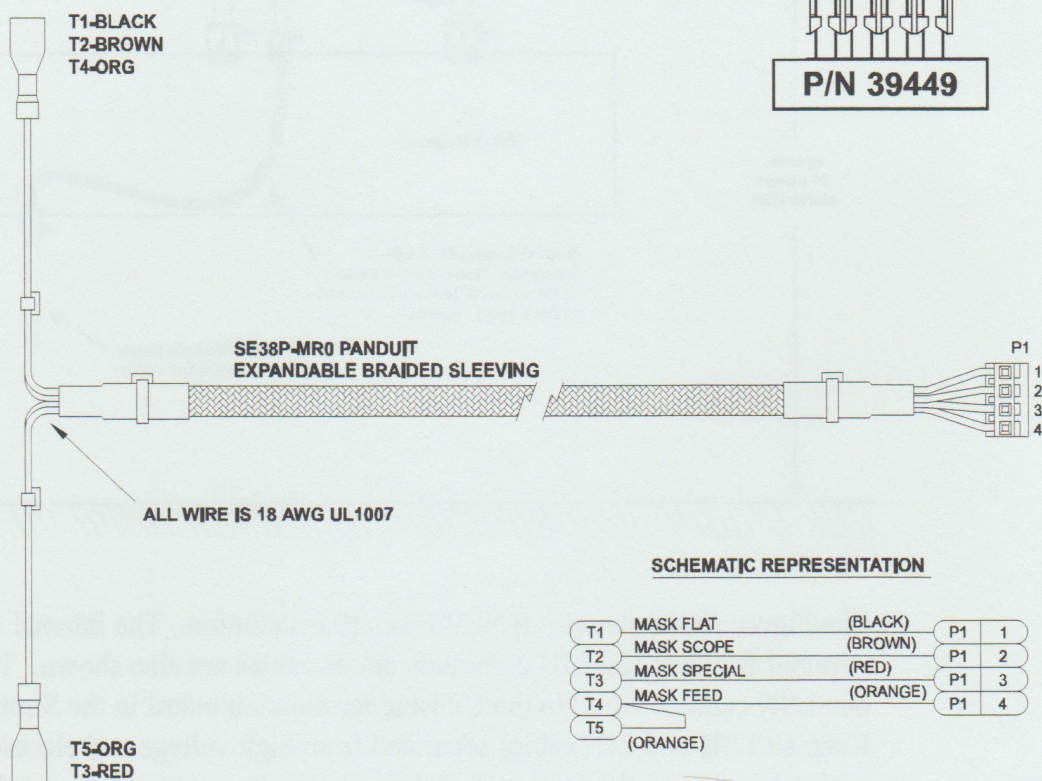 T1-BLACK
T2-BROWN
T4-ORG
P/N 39449
SE38P-MR0 PANDUIT
EXPANDABLE BRAIDED SLEEVING
P1
1
2
3
4
ALL WIRE IS 18 AWG UL1007
SCHEMATIC REPRESENTATION
T1 MASK FLAT (BLACK) P1 1
T2 MASK SCOPE (BROWN) P1 2
T3 MASK SPECIAL (RED) P1 3
T4 MASK FEED (ORANGE) P1 4
T5 (ORANGE)
T5-ORG
T3-RED